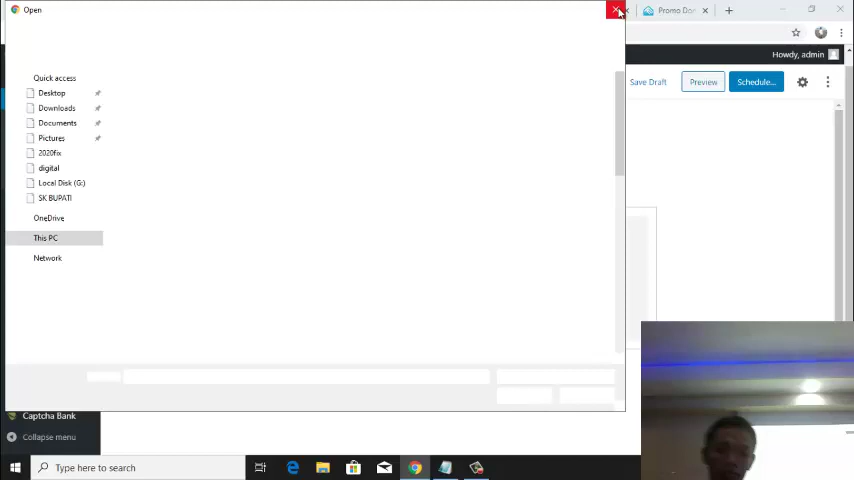 Open
Promo Dor
Howdy, admin
Quick access
Desktop
Downloads
Documents
Pictures
2020fix
digital
Local Disk (G:)
SK BUPATI
OneDrive
This PC
Network
Save Draft
Preview
Schedule...
Captcha Bank
Collapse menu
Type here to search